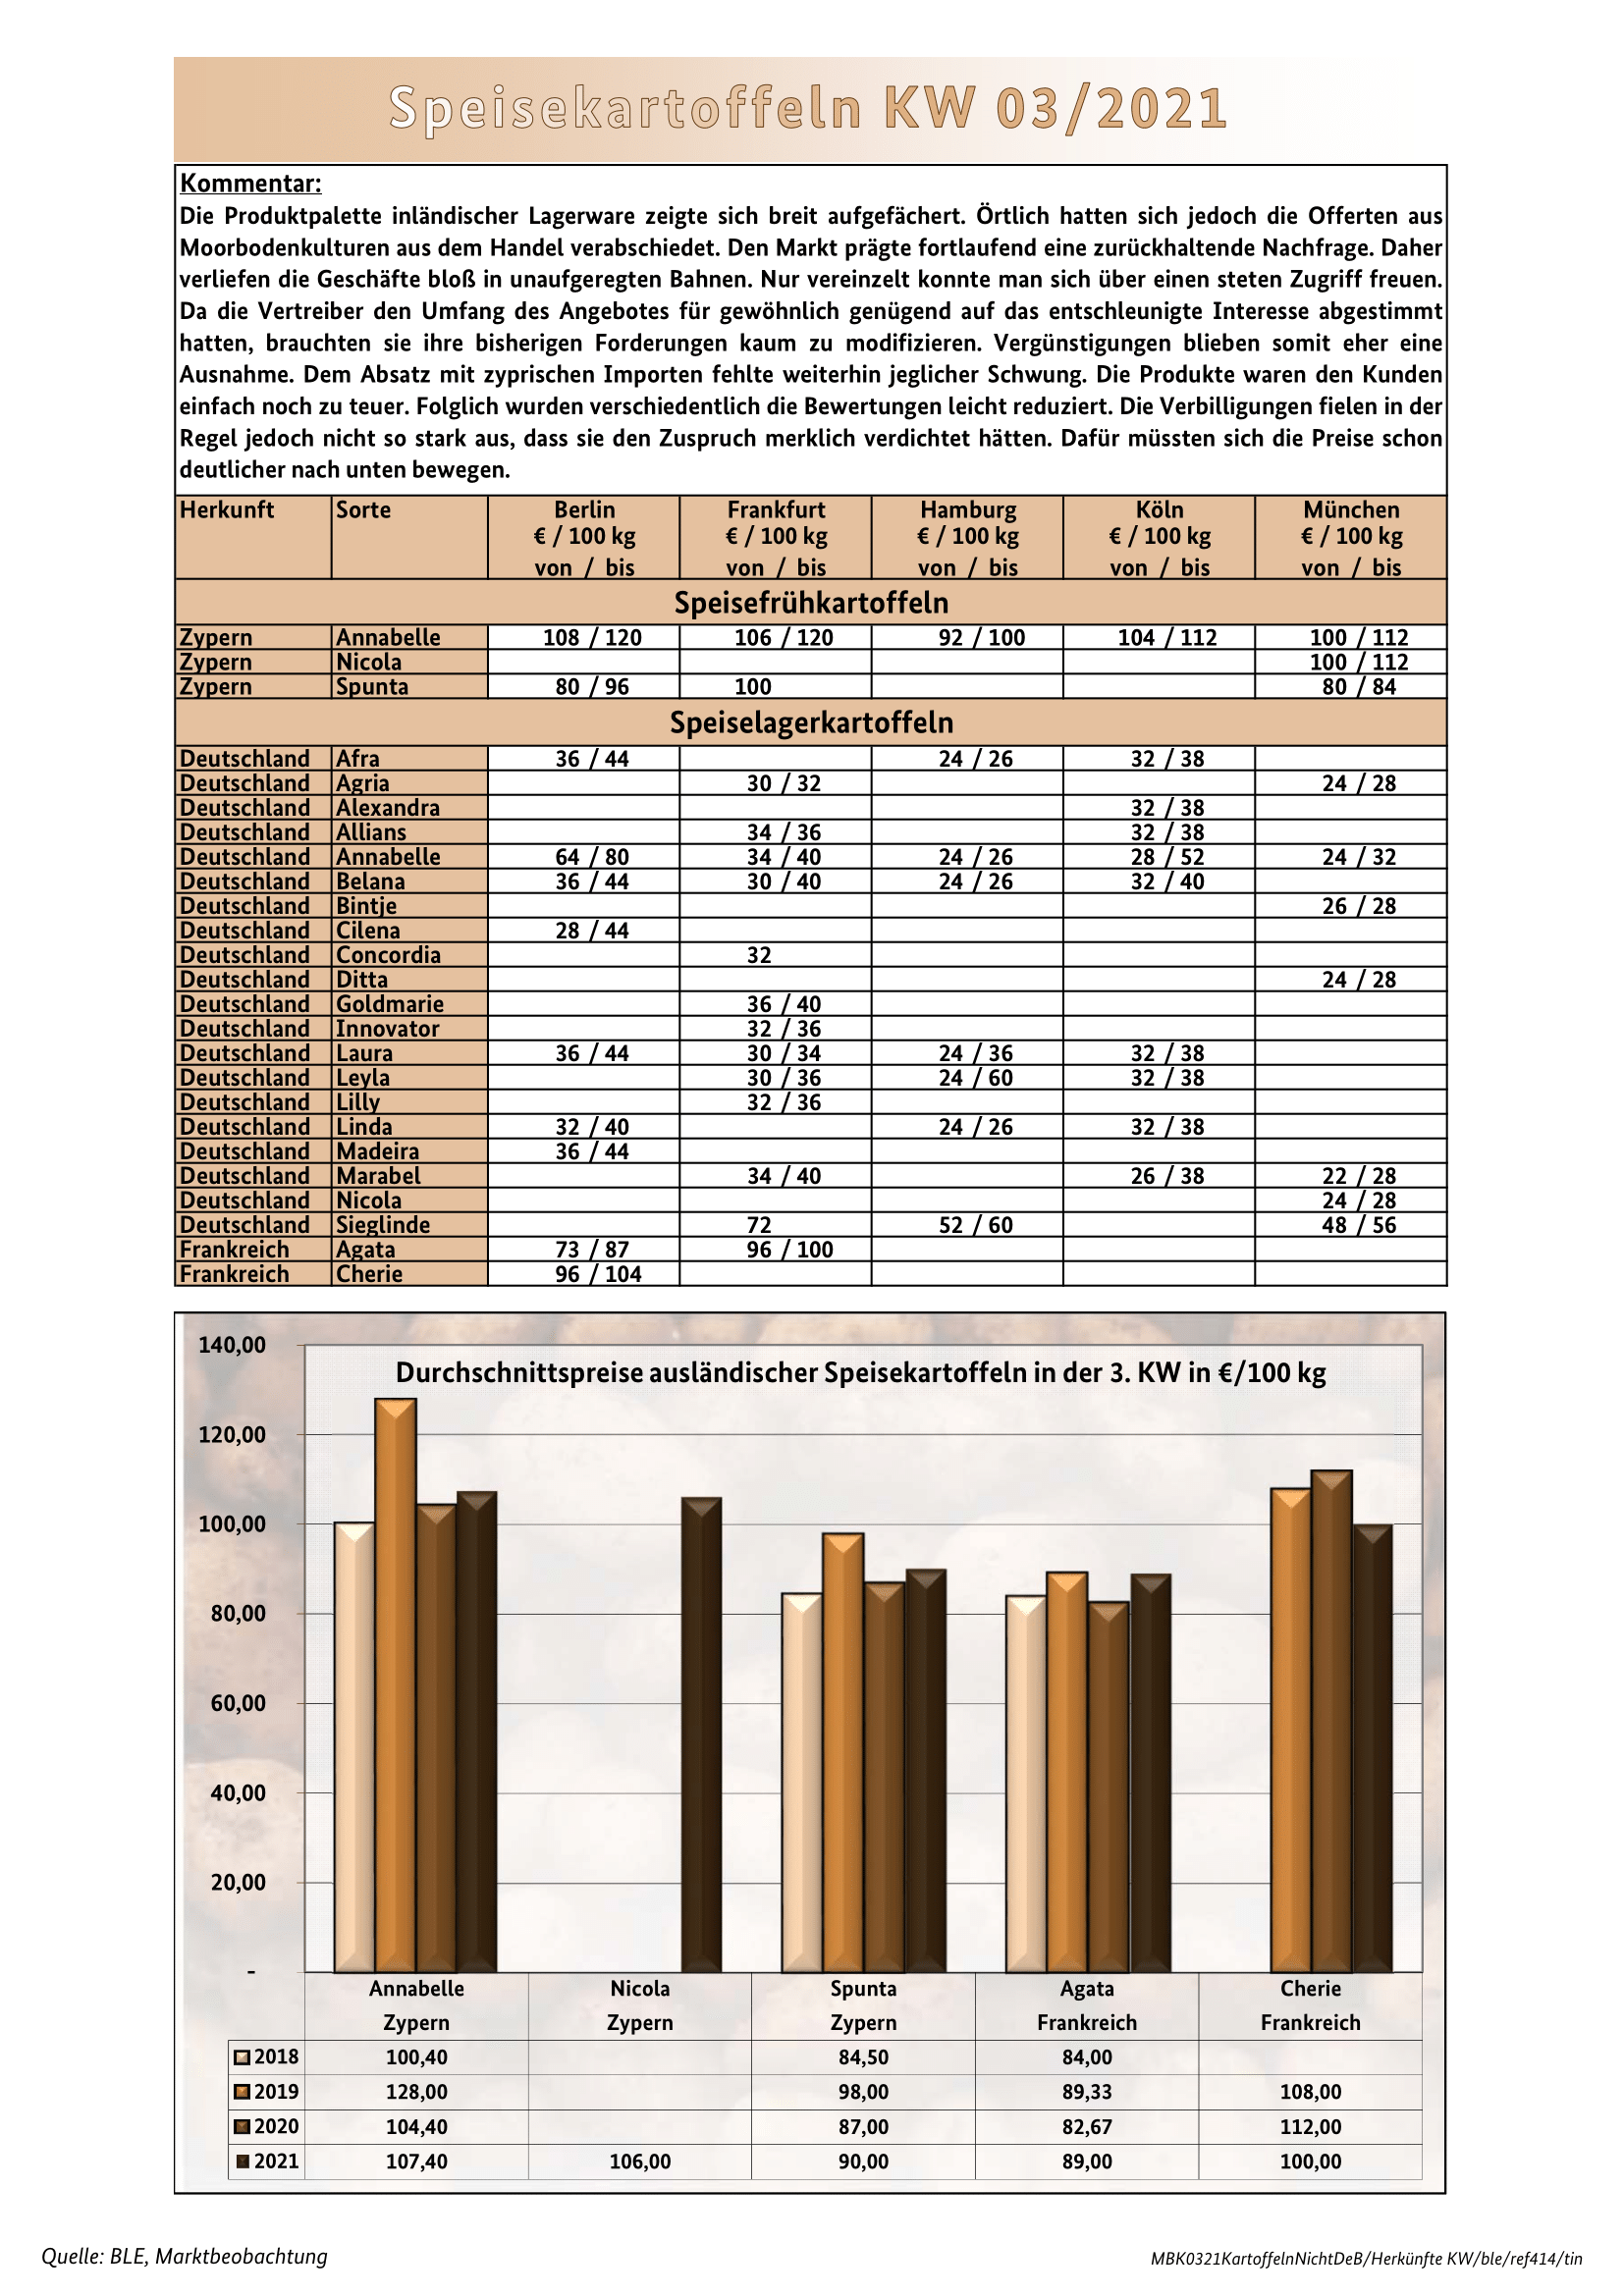 Speisekartoffeln KW 03/2021
Kommentar:
Die Produktpalette inländischer Lagerware zeigte sich breit aufgefächert. Örtlich hatten sich jedoch die Offerten aus
Moorbodenkulturen aus dem Handel verabschiedet. Den Markt prägte fortlaufend eine zurückhaltende Nachfrage. Daher
verliefen die Geschäfte bloß in unaufgeregten Bahnen. Nur vereinzelt konnte man sich über einen steten Zugriff freuen.
Da die Vertreiber den Umfang des Angebotes für gewöhnlich genügend auf das entschleunigte Interesse abgestimmt
hatten, brauchten sie ihre bisherigen Forderungen kaum zu modifizieren. Vergünstigungen blieben somit eher eine
Ausnahme. Dem Absatz mit zyprischen Importen fehlte weiterhin jeglicher Schwung. Die Produkte waren den Kunden
einfach noch zu teuer. Folglich wurden verschiedentlich die Bewertungen leicht reduziert. Die Verbilligungen fielen in der
Regel jedoch nicht so stark aus, dass sie den Zuspruch merklich verdichtet hätten. Dafür müssten sich die Preise schon
deutlicher nach unten bewegen.
Herkunft Sorte Berlin Frankfurt Hamburg Köln München
€ / 100 kg € / 100 kg € / 100 kg € / 100 kg € / 100 kg
von / bis von / bis von / bis von / bis von / bis
Speisefrühkartoffeln
Zypern Annabelle 108 / 120 106 / 120 92 / 100 104 / 112 100 / 112
Zypern Nicola 100 / 112
Zypern Spunta 80 / 96 100 80 / 84
Speiselagerkartoffeln
Deutschland Afra 36 / 44 24 / 26 32 / 38
Deutschland Agria 30 / 32 24 / 28
Deutschland Alexandra 32 / 38
Deutschland Allians 34 / 36 32 / 38
Deutschland Annabelle 64 / 80 34 / 40 24 / 26 28 / 52 24 / 32
Deutschland Belana 36 / 44 30 / 40 24 / 26 32 / 40
Deutschland Bintje 26 / 28
Deutschland Cilena 28 / 44
Deutschland Concordia 32
Deutschland Ditta 24 / 28
Deutschland Goldmarie 36 / 40
Deutschland Innovator 32 / 36
Deutschland Laura 36 / 44 30 / 34 24 / 36 32 / 38
Deutschland Leyla 30 / 36 24 / 60 32 / 38
Deutschland Lilly 32 / 36
Deutschland Linda 32 / 40 24 / 26 32 / 38
Deutschland Madeira 36 / 44
Deutschland Marabel 34 / 40 26 / 38 22 / 28
Deutschland Nicola 24 / 28
Deutschland Sieglinde 72 52 / 60 48 / 56
Frankreich Agata 73 / 87 96 / 100
Frankreich Cherie 96 / 104
Durchschnittspreise ausländischer Speisekartoffeln in der 3. KW in €/100 kg
140,00
120,00
100,00
80,00
60,00
40,00
20,00
-
Annabelle Nicola Spunta Agata Cherie
Zypern Zypern Zypern Frankreich Frankreich
2018 100,40 84,50 84,00
2019 128,00 98,00 89,33 108,00
2020 104,40 87,00 82,67 112,00
2021 107,40 106,00 90,00 89,00 100,00
Quelle: BLE, Marktbeobachtung
MBK0321KartoffelnNichtDeB/Herkünfte KW/ble/ref414/tin